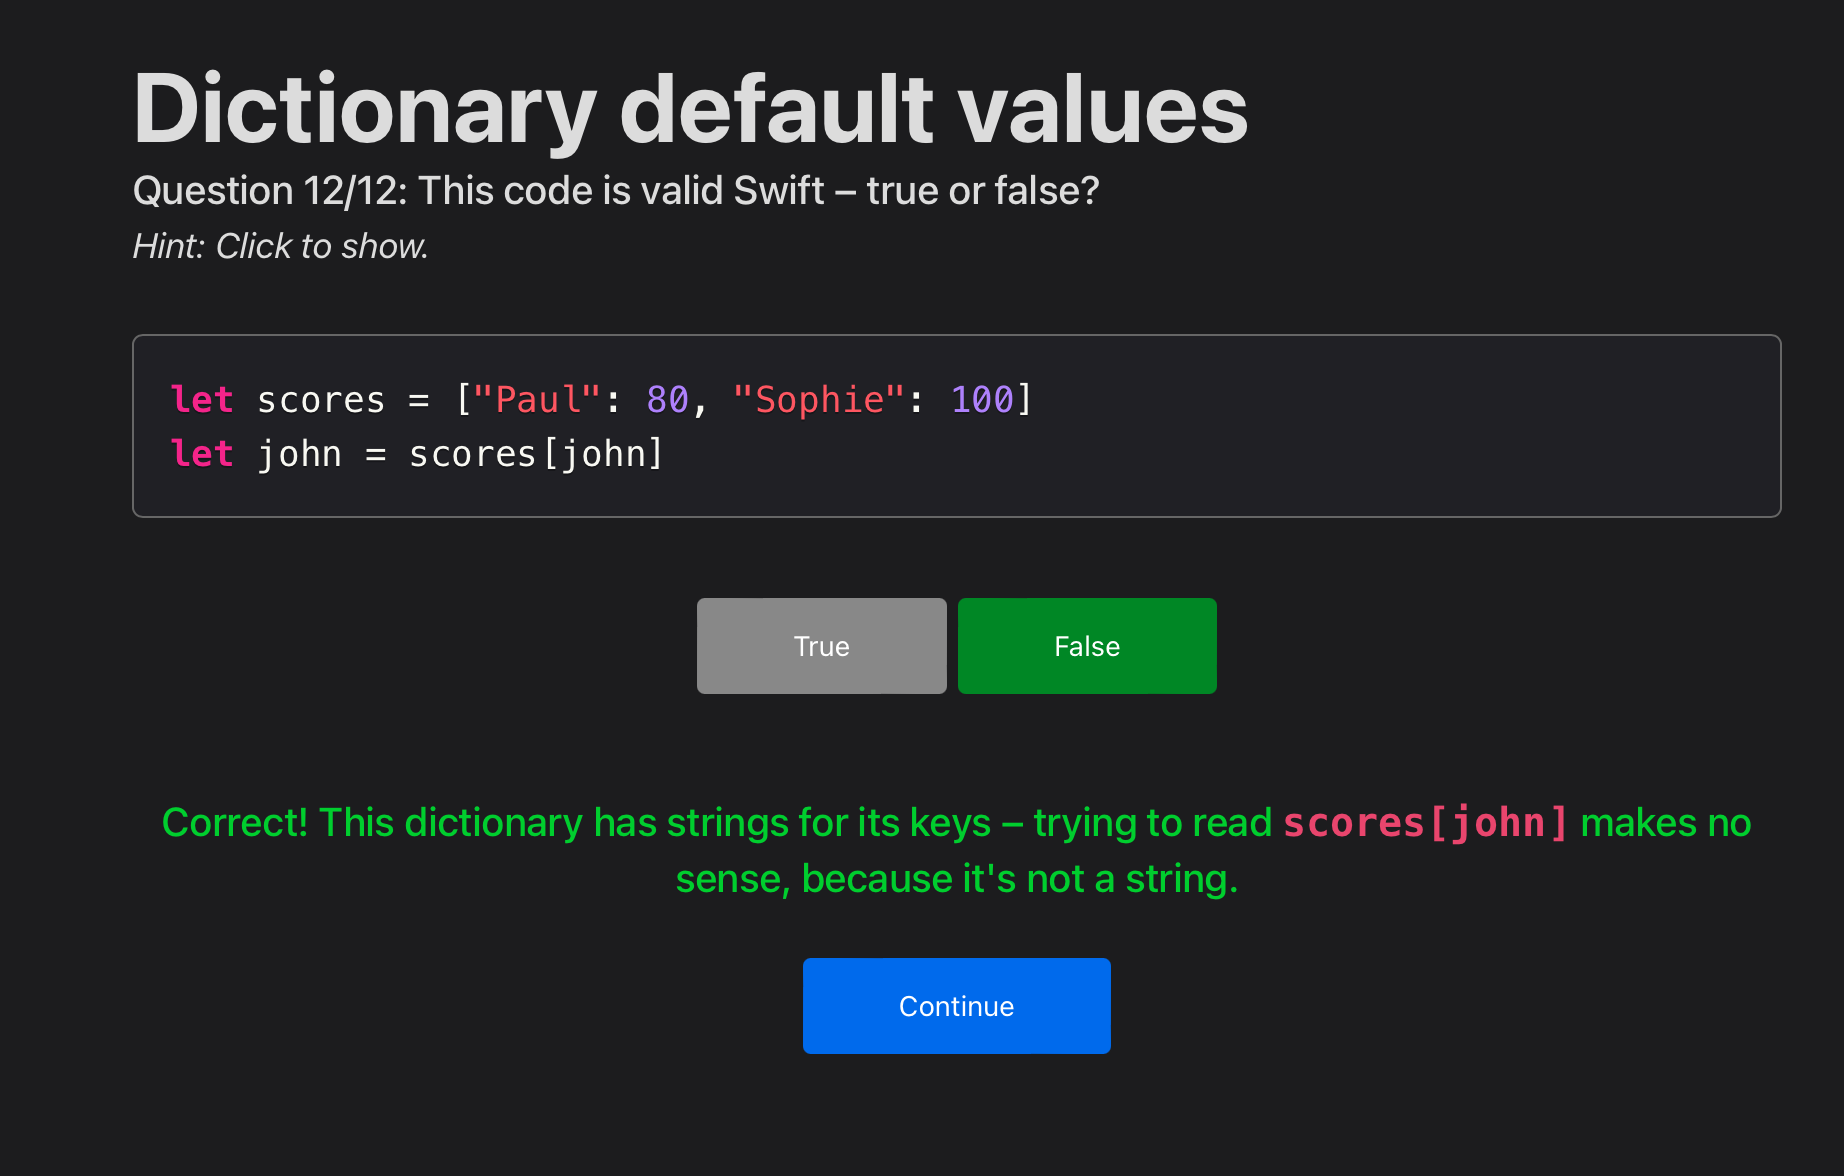 Dictionary default values
Question 12/12: This code is valid Swift – true or false?
Hint: Click to show.
let scores = ["Paul": 80, "Sophie": 100]
let john = scores[john]
True False
Correct! This dictionary has strings for its keys – trying to read scores[john] makes no
sense, because it's not a string.
Continue